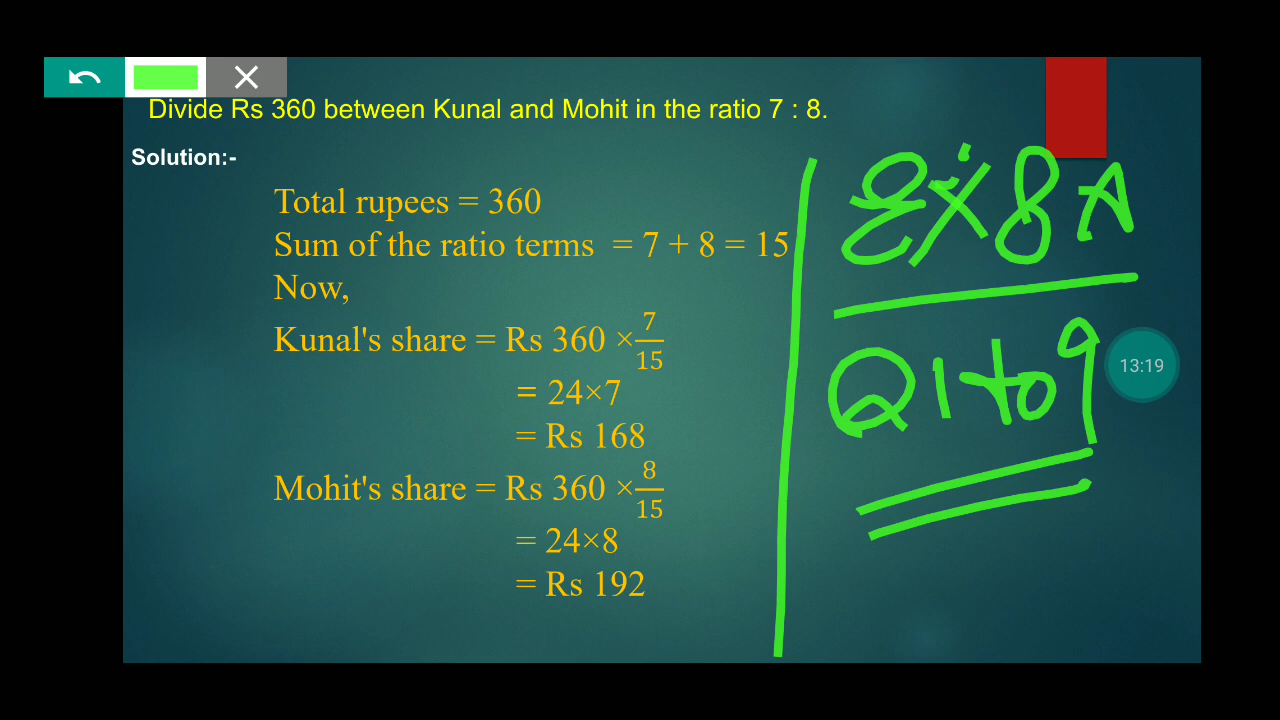 Divide Rs 360 between Kunal and Mohit in the ratio 7 : 8.
Solution:-
Total rupees = 360
Sum of the ratio terms = 7 + 8 = 15
Now,
Kunal's share = Rs 360 × 7/15
= 24×7
= Rs 168
Mohit's share = Rs 360 × 8/15
= 24×8
= Rs 192
Ex 8 A
Q 1 to 9
13:19